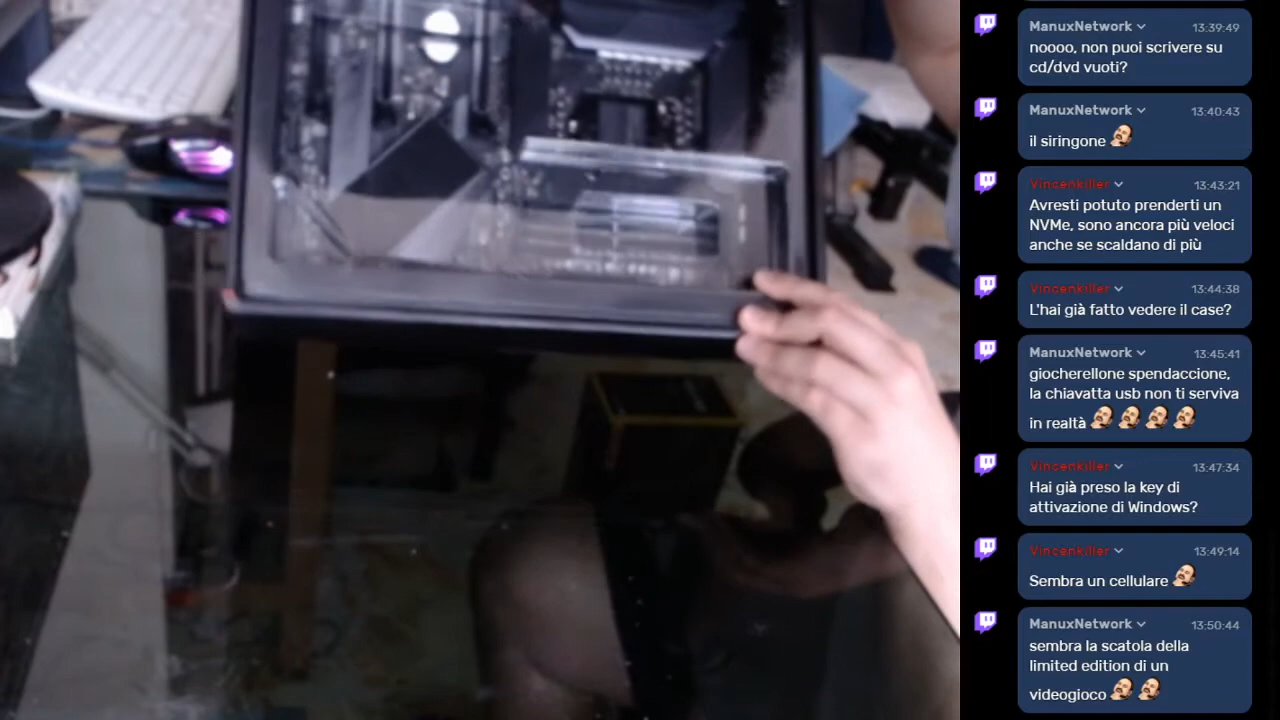 ManuxNetwork 13:39:49
noooo, non puoi scrivere su
cd/dvd vuoti?
ManuxNetwork 13:40:43
il siringone
Vincenkiller 13:43:21
Avresti potuto prenderti un
NVMe, sono ancora più veloci
anche se scaldano di più
Vincenkiller 13:44:38
L'hai già fatto vedere il case?
ManuxNetwork 13:45:41
giocherellone spendaccione,
la chiavatta usb non ti serviva
in realtà
Vincenkiller 13:47:34
Hai già preso la key di
attivazione di Windows?
Vincenkiller 13:49:14
Sembra un cellulare
ManuxNetwork 13:50:44
sembra la scatola della
limited edition di un
videogioco